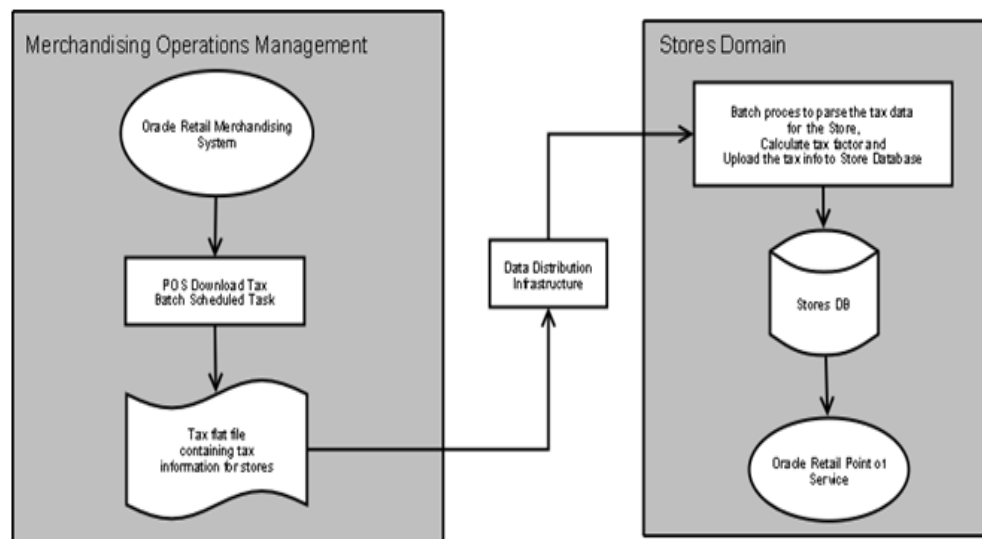 Merchandising Operations Management
Oracle Retail Merchandising
System
POS Download Tax
Batch Scheduled Task
Tax flat file
containing tax
information for stores
Data Distribution
Infrastructure
Stores Domain
Batch proces to parse the tax data
for the Store,
Calculate tax factor and
Upload the tax info to Store Database
Stores DB
Oracle Retail Point of
Service